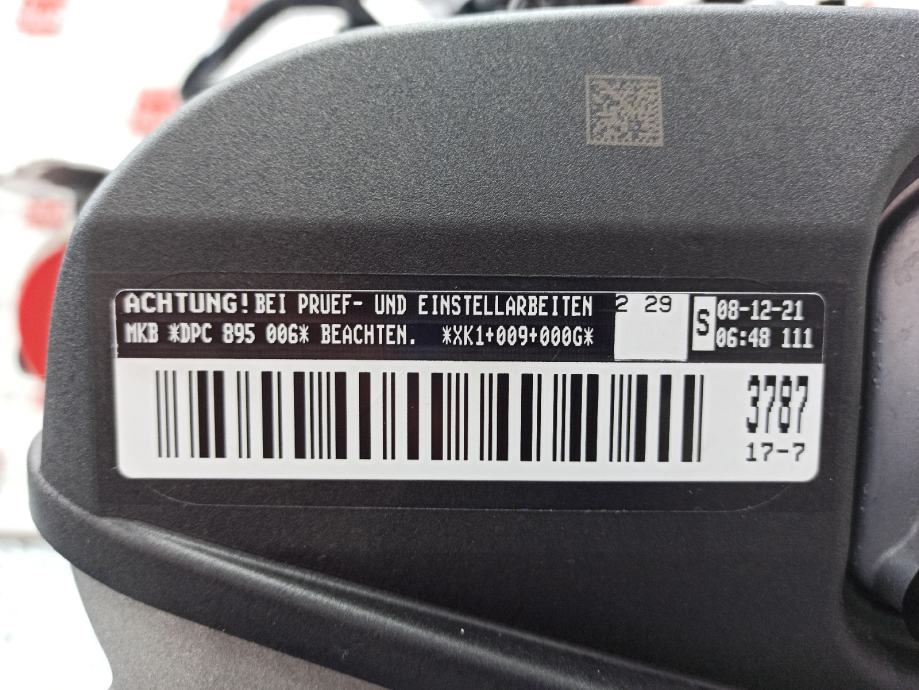 ACHTUNG! BEI PRUEF- UND EINSTELLARBEITEN 2 29 S 08-12-21
MKB *DPC 895 006* BEACHTEN. *XK1+009+000G* 06:48 111
3787
17-7